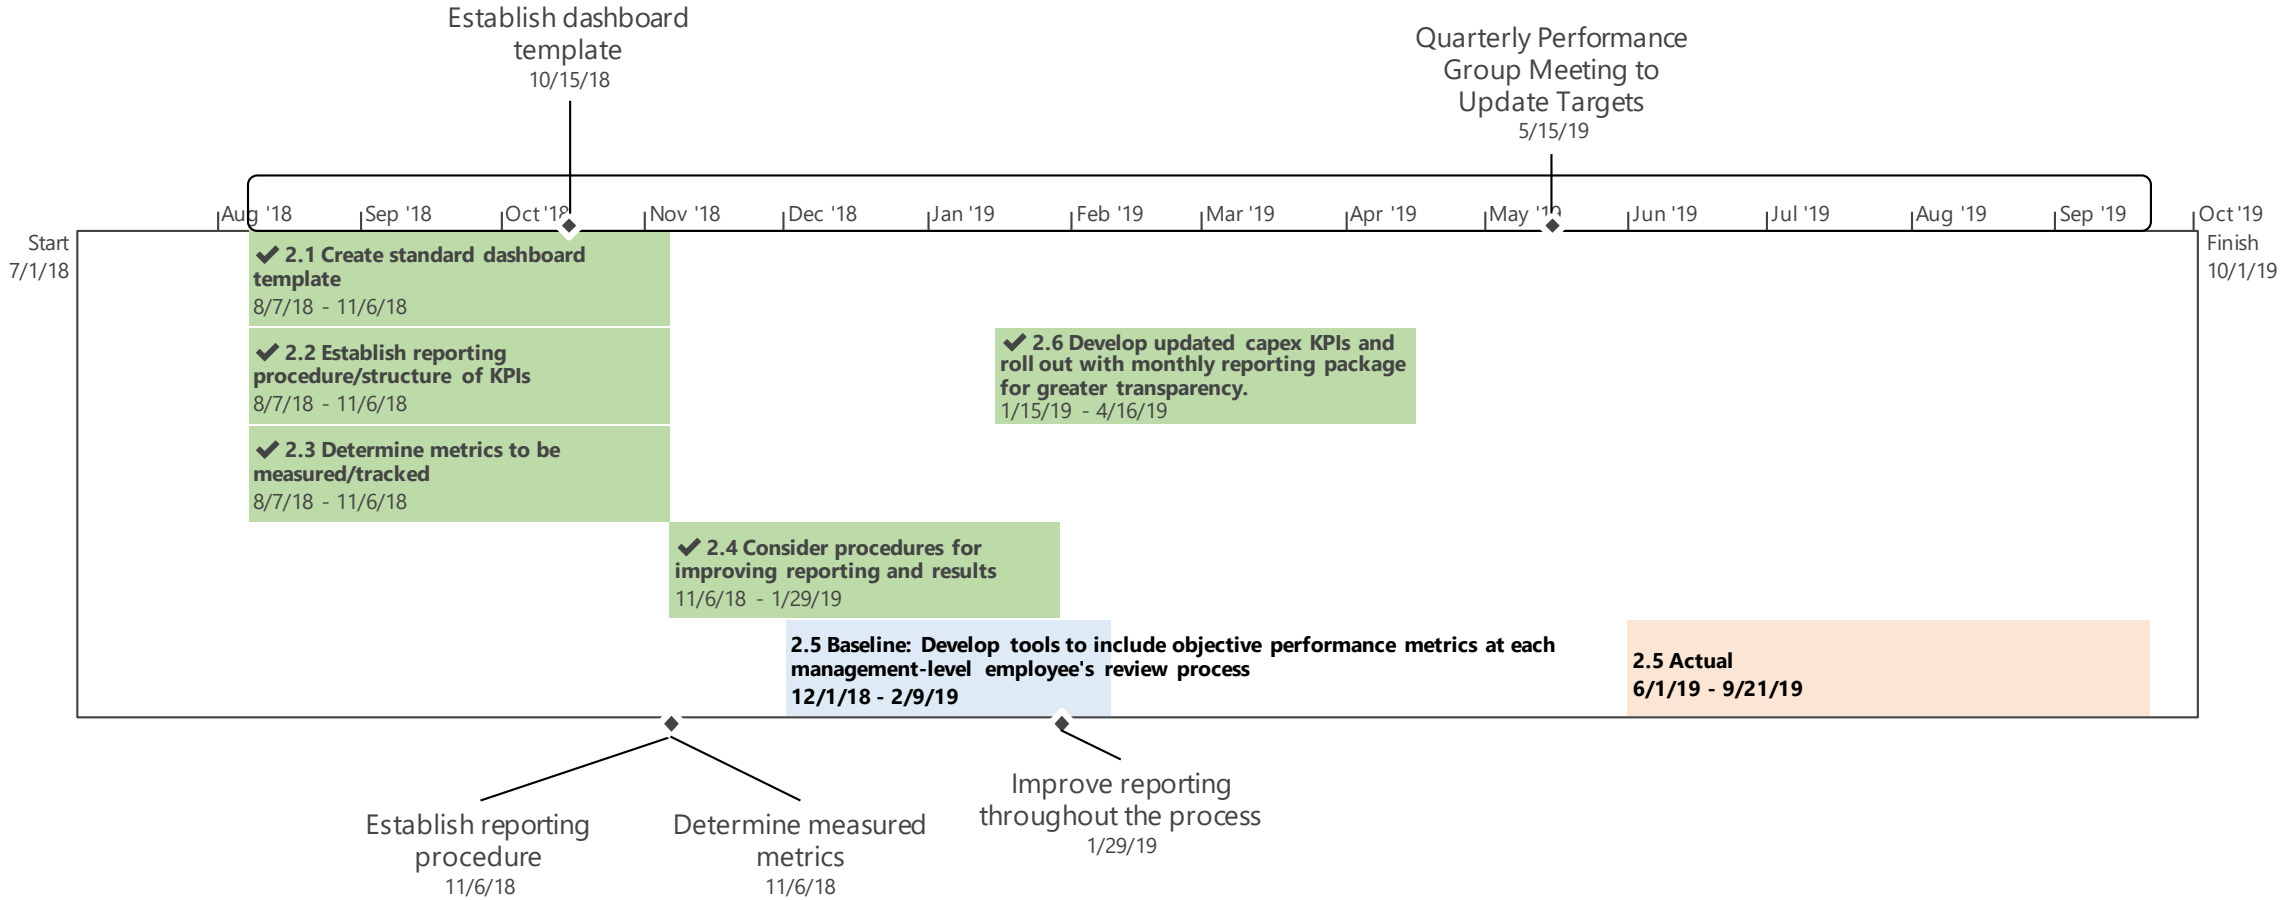 Establish dashboard
template
10/15/18
Quarterly Performance
Group Meeting to
Update Targets
5/15/19
Aug '18
Sep '18
Oct '18
Nov '18
Dec '18
Jan '19
Feb '19
Mar '19
Apr '19
May '19
Jun '19
Jul '19
Aug '19
Sep '19
Oct '19
Start
7/1/18
Finish
10/1/19
✔ 2.1 Create standard dashboard
template
8/7/18 - 11/6/18
✔ 2.2 Establish reporting
procedure/structure of KPIs
8/7/18 - 11/6/18
✔ 2.6 Develop updated capex KPIs and
roll out with monthly reporting package
for greater transparency.
1/15/19 - 4/16/19
✔ 2.3 Determine metrics to be
measured/tracked
8/7/18 - 11/6/18
✔ 2.4 Consider procedures for
improving reporting and results
11/6/18 - 1/29/19
2.5 Baseline: Develop tools to include objective performance metrics at each
management-level employee's review process
12/1/18 - 2/9/19
2.5 Actual
6/1/19 - 9/21/19
Establish reporting
procedure
11/6/18
Determine measured
metrics
11/6/18
Improve reporting
throughout the process
1/29/19